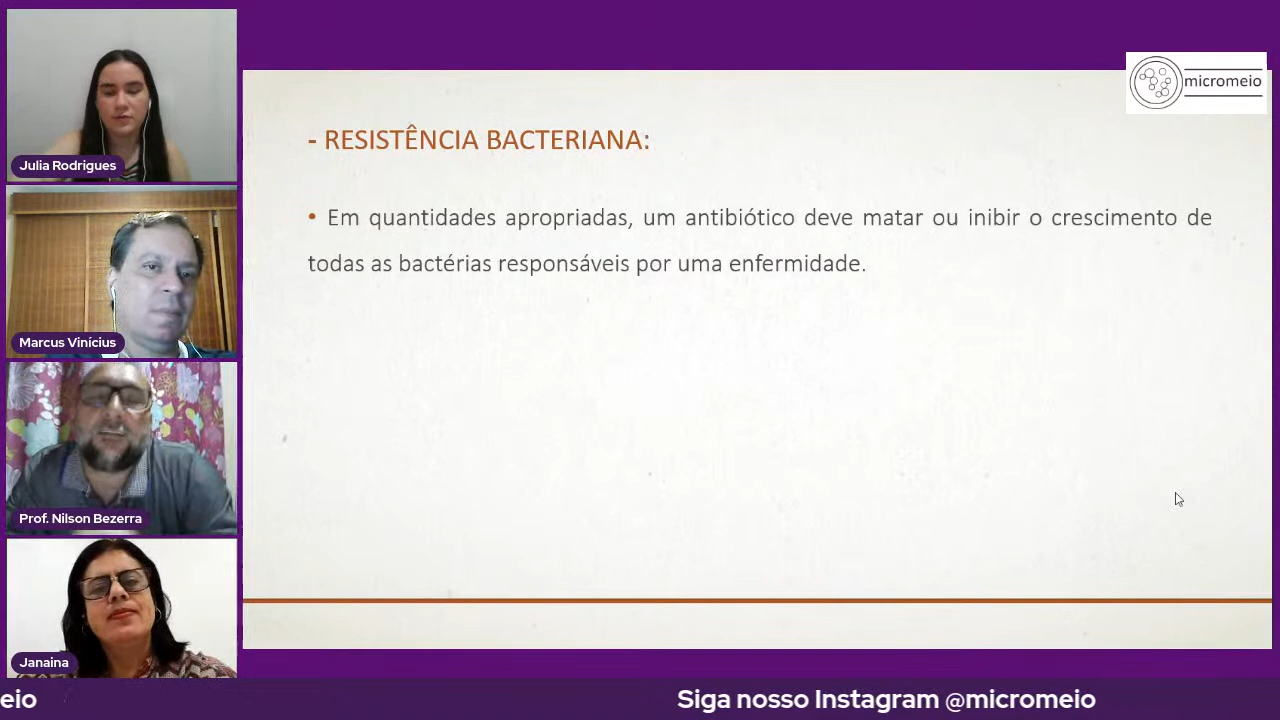 Julia Rodrigues
Marcus Vinícius
Prof. Nilson Bezerra
Janaina
micromeio
- RESISTÊNCIA BACTERIANA:
• Em quantidades apropriadas, um antibiótico deve matar ou inibir o crescimento de
todas as bactérias responsáveis por uma enfermidade.
eio
Siga nosso Instagram @micromeio